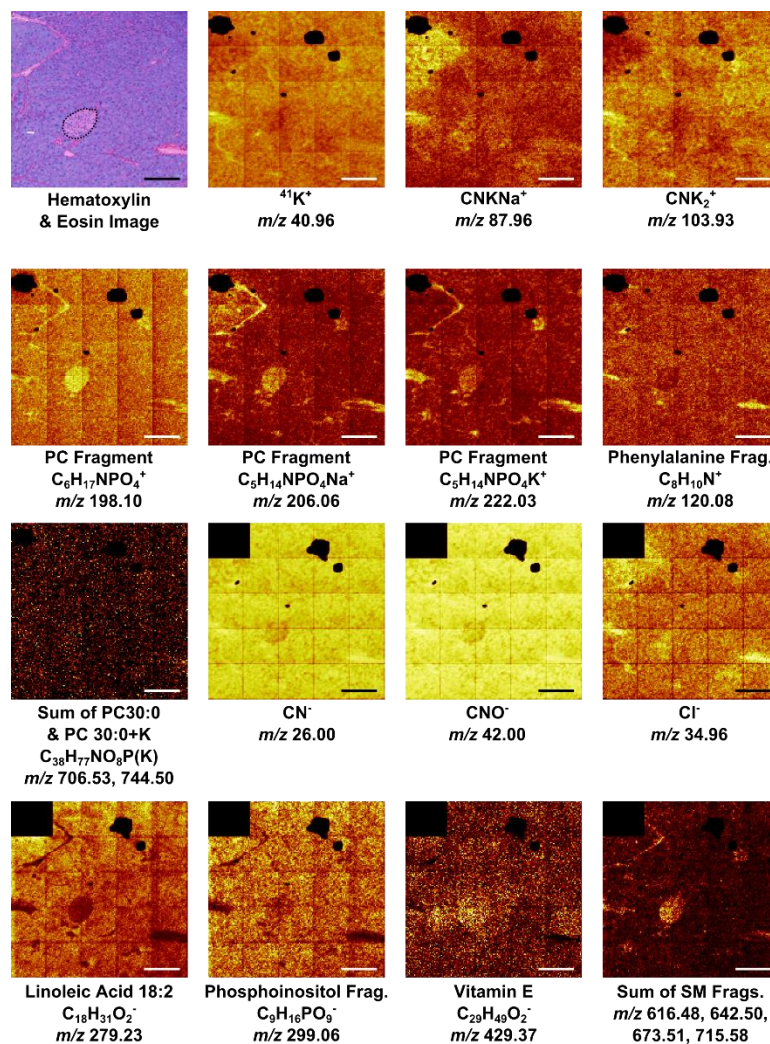 Hematoxylin
& Eosin Image
⁴¹K⁺
m/z 40.96
CNKNa⁺
m/z 87.96
CNK₂⁺
m/z 103.93
PC Fragment
C₆H₁₇NPO₄⁺
m/z 198.10
PC Fragment
C₅H₁₄NPO₄Na⁺
m/z 206.06
PC Fragment
C₅H₁₄NPO₄K⁺
m/z 222.03
Phenylalanine Frag.
C₈H₁₀N⁺
m/z 120.08
Sum of PC30:0
& PC 30:0+K
C₃₈H₇₇NO₈P(K)
m/z 706.53, 744.50
CN⁻
m/z 26.00
CNO⁻
m/z 42.00
Cl⁻
m/z 34.96
Linoleic Acid 18:2
C₁₈H₃₁O₂⁻
m/z 279.23
Phosphoinositol Frag.
C₉H₁₆PO₉⁻
m/z 299.06
Vitamin E
C₂₉H₄₉O₂⁻
m/z 429.37
Sum of SM Frags.
m/z 616.48, 642.50,
673.51, 715.58